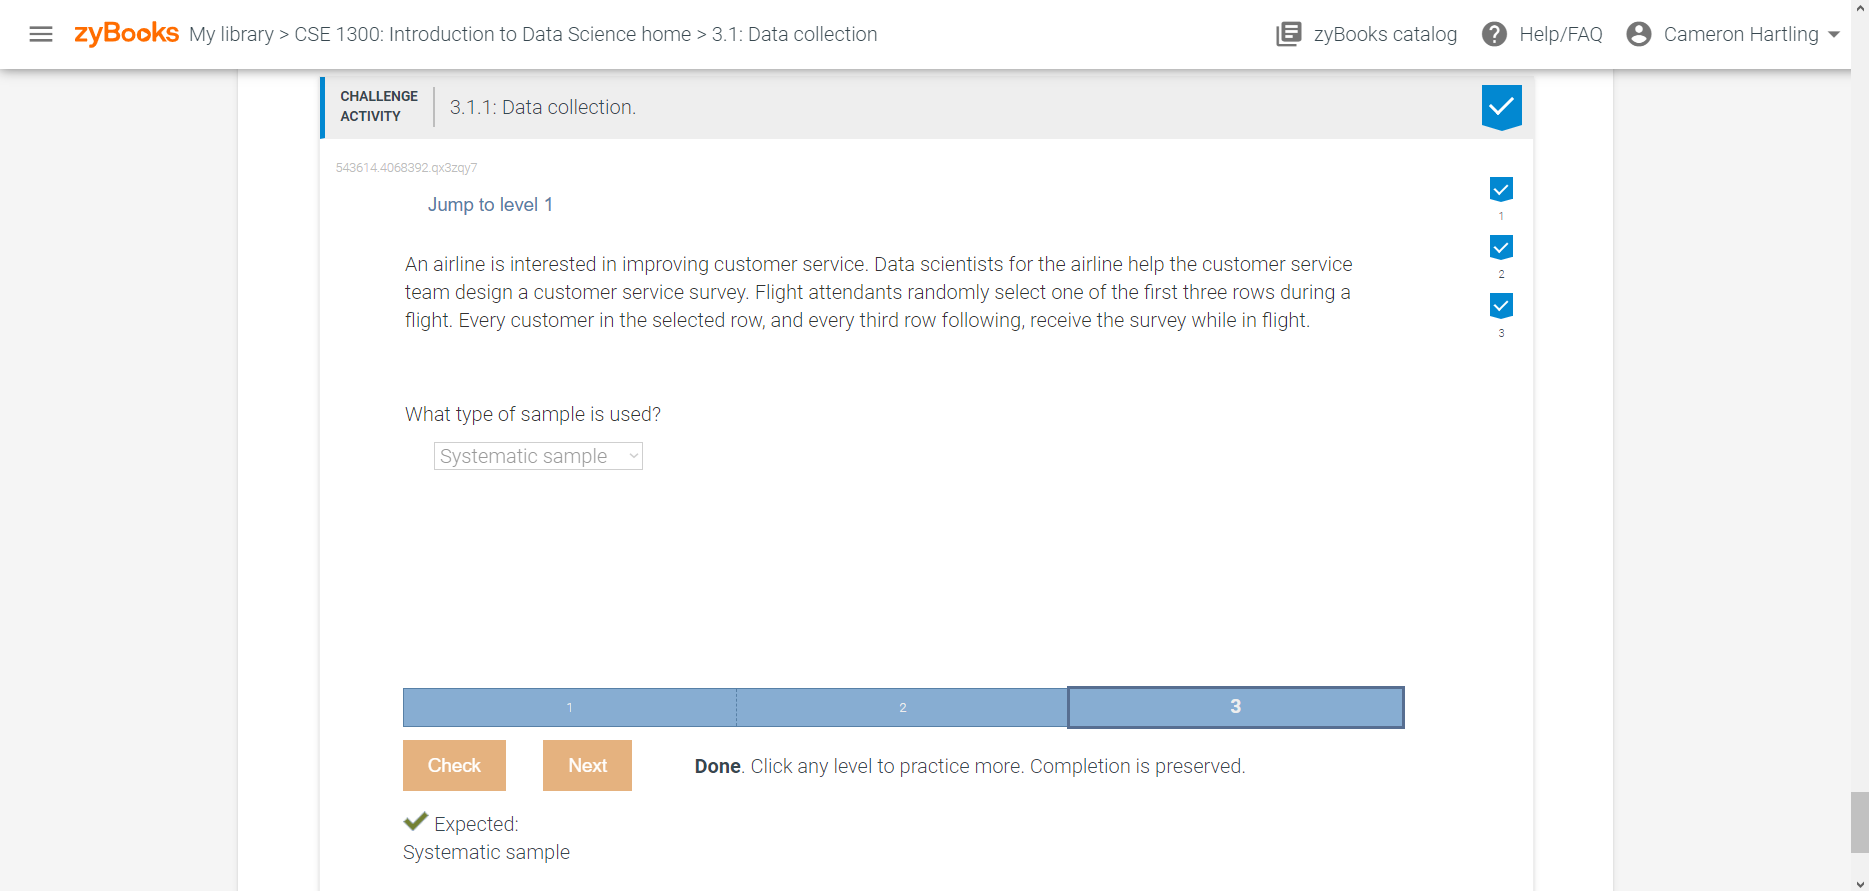 zyBooks My library > CSE 1300: Introduction to Data Science home > 3.1: Data collection
zyBooks catalog
Help/FAQ
Cameron Hartling
CHALLENGE
ACTIVITY
3.1.1: Data collection.
543614.4068392.qx3zqy7
Jump to level 1
1
An airline is interested in improving customer service. Data scientists for the airline help the customer service
team design a customer service survey. Flight attendants randomly select one of the first three rows during a
flight. Every customer in the selected row, and every third row following, receive the survey while in flight.
2
3
What type of sample is used?
Systematic sample
1
2
3
Check
Next
Done. Click any level to practice more. Completion is preserved.
Expected:
Systematic sample